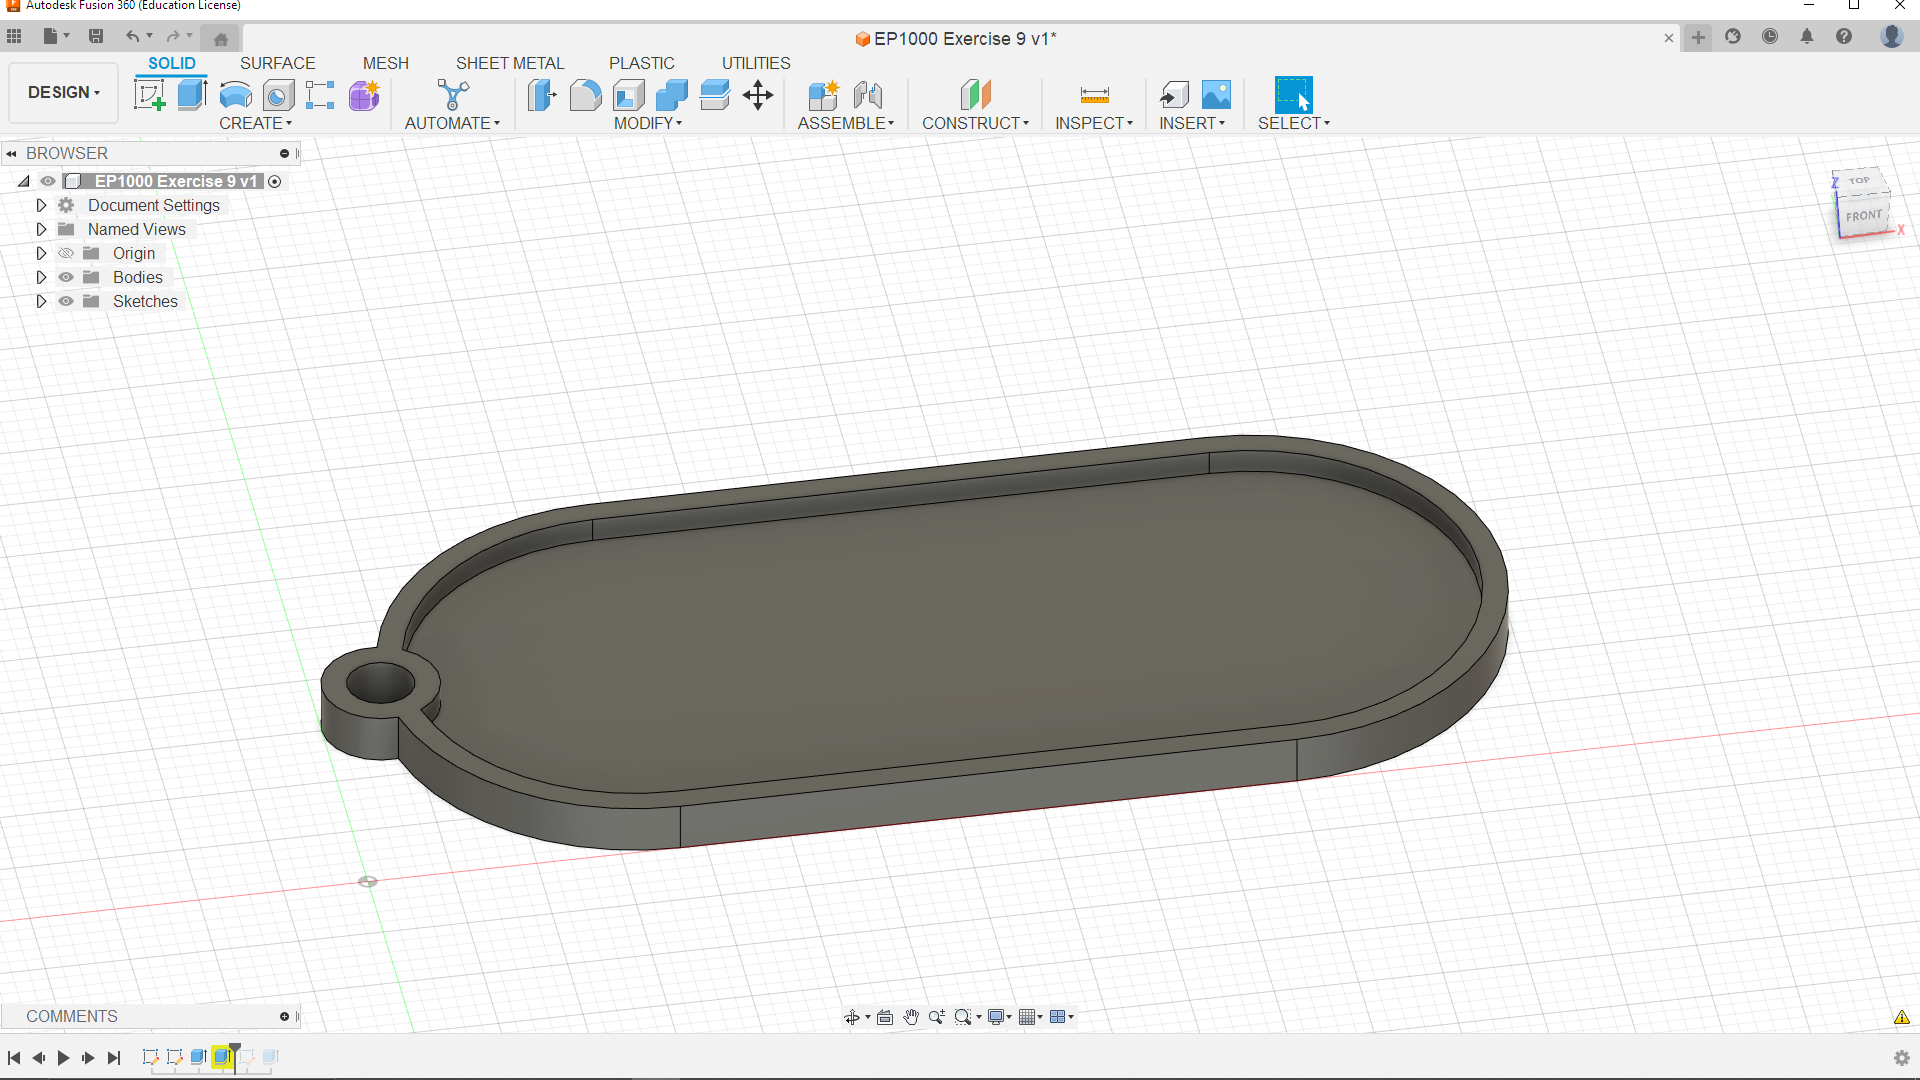 Autodesk Fusion 360 (Education License)
EP1000 Exercise 9 v1*
DESIGN
SOLID SURFACE MESH SHEET METAL PLASTIC UTILITIES
CREATE AUTOMATE MODIFY ASSEMBLE CONSTRUCT INSPECT INSERT SELECT
BROWSER
EP1000 Exercise 9 v1
Document Settings
Named Views
Origin
Bodies
Sketches
TOP
Z
FRONT
X
COMMENTS